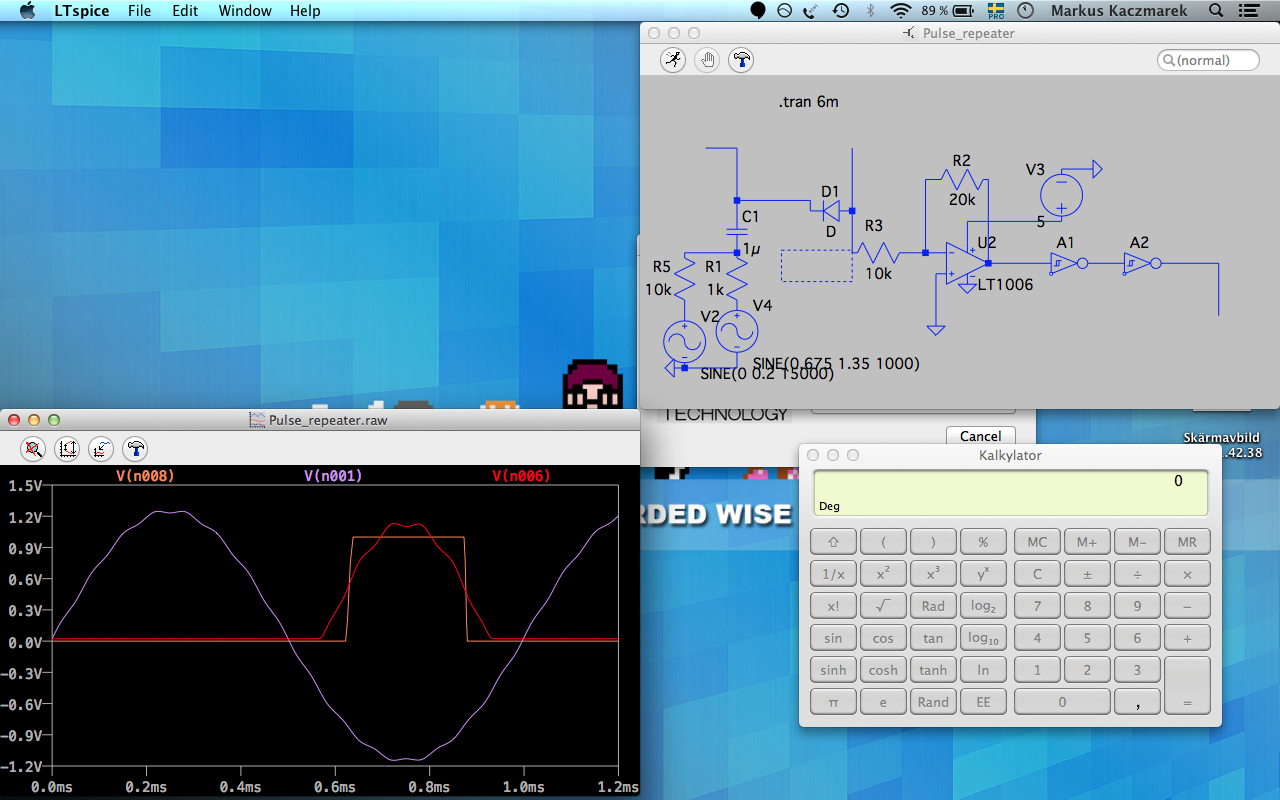 LTspice File Edit Window Help 89 % PRO Markus Kaczmarek
Pulse_repeater
(normal)
.tran 6m
R2
V3
20k
D1
D
C1
1µ
R3
10k
5
U2
A1
A2
LT1006
R5
10k
R1
1k
V2
V4
SINE(0.675 1.35 1000)
SINE(0 0.2 15000)
TECHNOLOGY
Cancel
Skärmavbild
.42.38
RDED WISE
Pulse_repeater.raw
V(n008) V(n001) V(n006)
1.5V
1.2V
0.9V
0.6V
0.3V
0.0V
-0.3V
-0.6V
-0.9V
-1.2V
0.0ms 0.2ms 0.4ms 0.6ms 0.8ms 1.0ms 1.2ms
Kalkylator
0
Deg
( ) % MC M+ M- MR
1/x x² x³ yˣ C ± ÷ ×
x! √ Rad log₂ 7 8 9 −
sin cos tan log₁₀ 4 5 6 +
sinh cosh tanh ln 1 2 3
π e Rand EE 0 , =